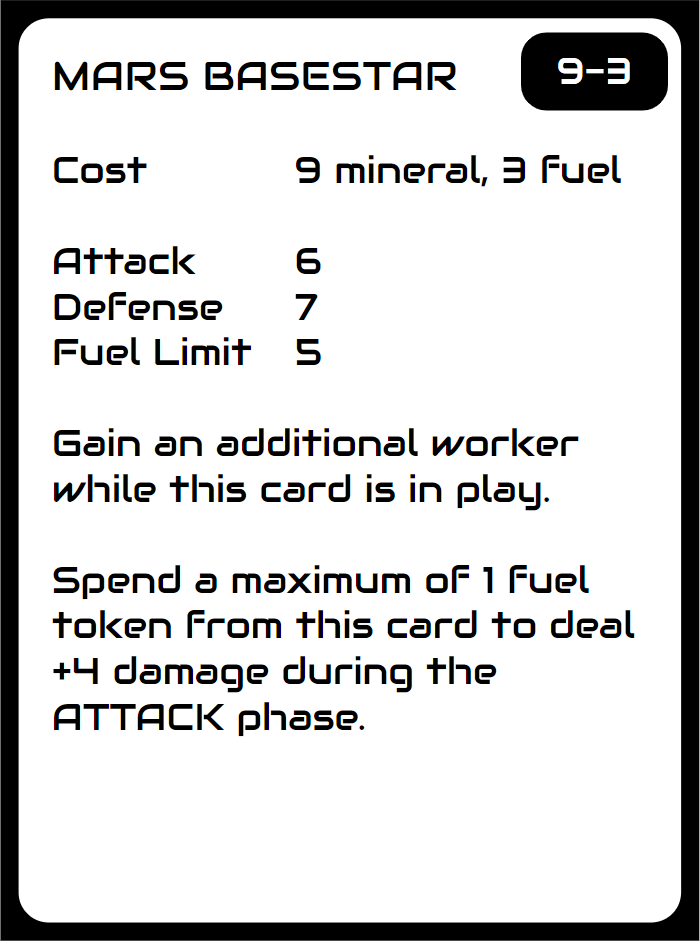 MARS BASESTAR 9-3
Cost 9 mineral, 3 fuel
Attack 6
Defense 7
Fuel Limit 5
Gain an additional worker
while this card is in play.
Spend a maximum of 1 fuel
token from this card to deal
+4 damage during the
ATTACK phase.